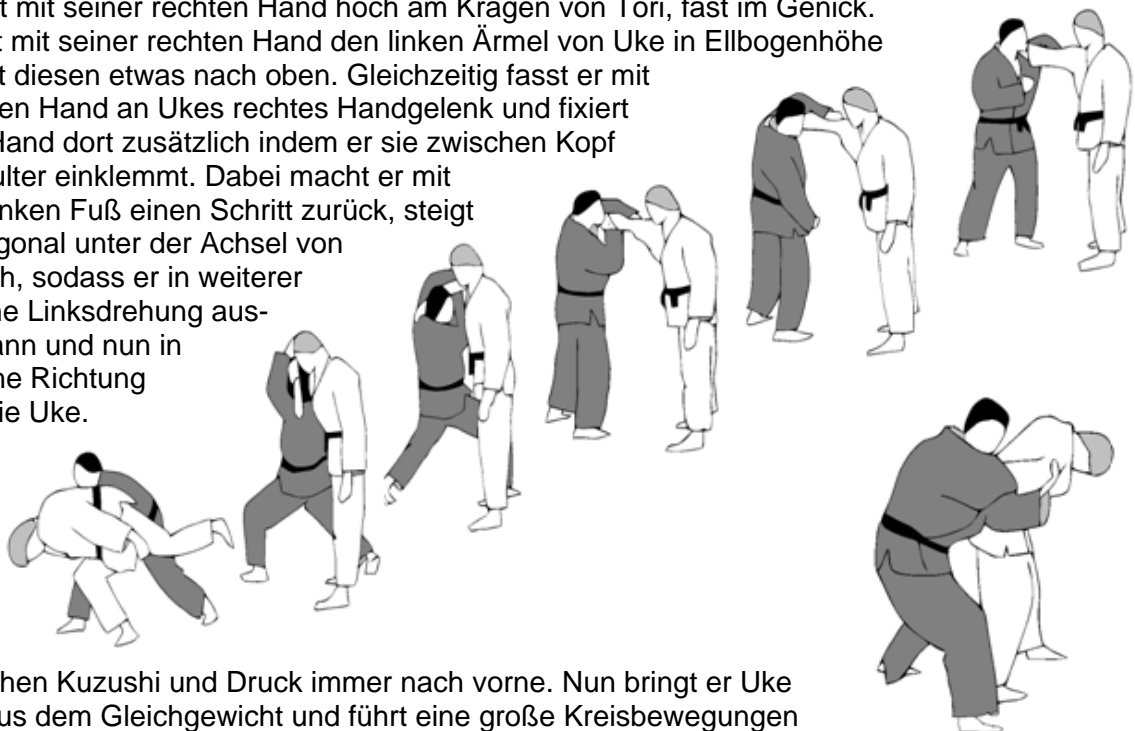 t mit seiner rechten Hand hoch am Kragen von Tori, fast im Genick.
t mit seiner rechten Hand den linken Ärmel von Uke in Ellbogenhöhe
t diesen etwas nach oben. Gleichzeitig fasst er mit
en Hand an Ukes rechtes Handgelenk und fixiert
Hand dort zusätzlich indem er sie zwischen Kopf
ulter einklemmt. Dabei macht er mit
nken Fuß einen Schritt zurück, steigt
gonal unter der Achsel von
h, sodass er in weiterer
ne Linksdrehung aus-
ann und nun in
he Richtung
ie Uke.
hen Kuzushi und Druck immer nach vorne. Nun bringt er Uke
us dem Gleichgewicht und führt eine große Kreisbewegungen